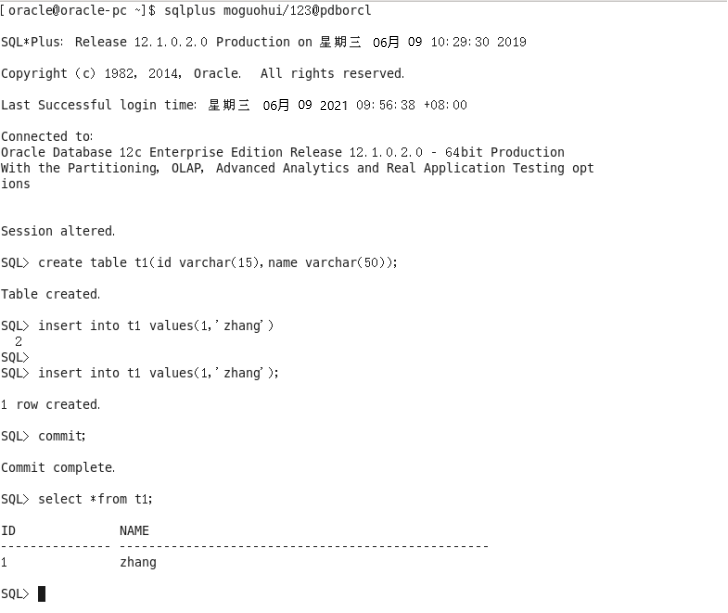 [oracle@oracle-pc ~]$ sqlplus moguohui/123@pdborcl
SQL*Plus: Release 12.1.0.2.0 Production on 星期三 06月 09 10:29:30 2019
Copyright (c) 1982, 2014, Oracle.  All rights reserved.
Last Successful login time: 星期三 06月 09 2021 09:56:38 +08:00
Connected to:
Oracle Database 12c Enterprise Edition Release 12.1.0.2.0 - 64bit Production
With the Partitioning, OLAP, Advanced Analytics and Real Application Testing opt
ions
Session altered.
SQL> create table t1(id varchar(15),name varchar(50));
Table created.
SQL> insert into t1 values(1,'zhang')
  2
SQL>
SQL> insert into t1 values(1,'zhang');
1 row created.
SQL> commit;
Commit complete.
SQL> select *from t1;
ID              NAME
--------------- --------------------------------------------------
1               zhang
SQL>